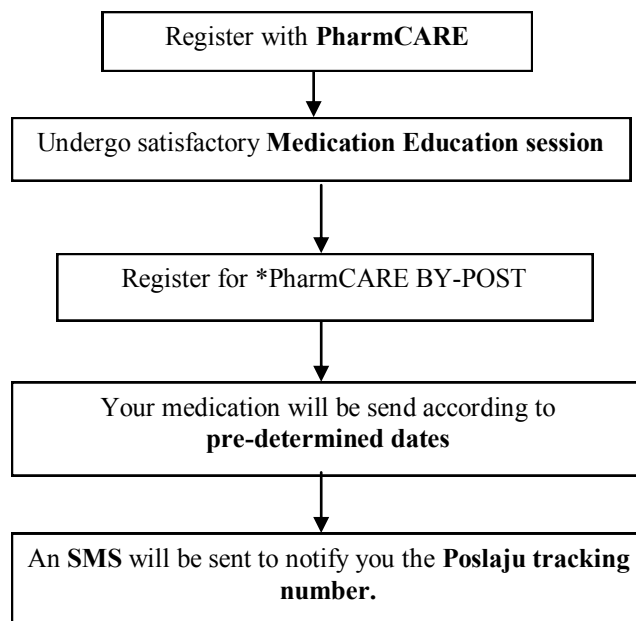 Register with PharmCARE
Undergo satisfactory Medication Education session
Register for *PharmCARE BY-POST
Your medication will be send according to
pre-determined dates
An SMS will be sent to notify you the Poslaju tracking
number.